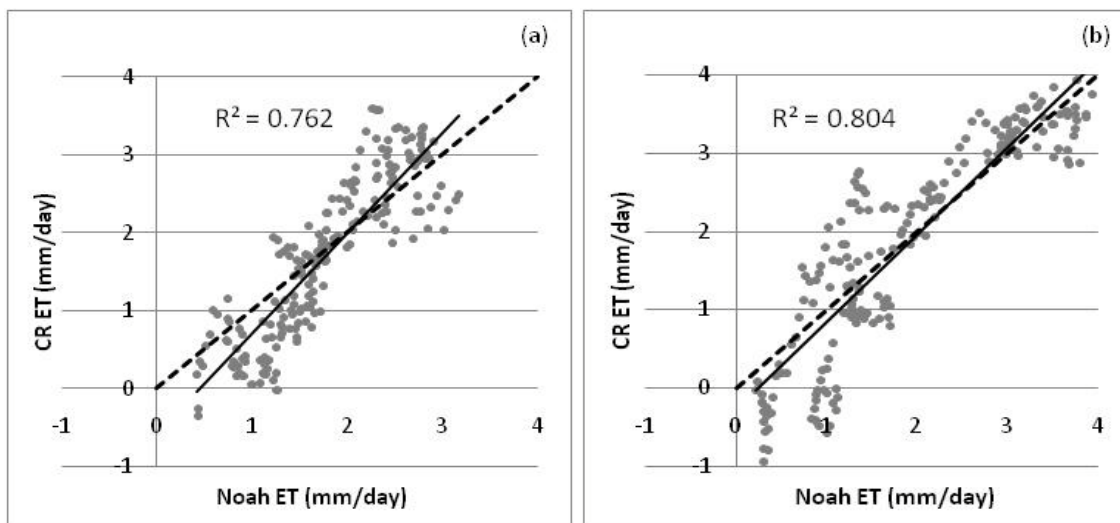 (a)
4
R² = 0.762
3
2
1
0
-1
-1 0 1 2 3 4
CR ET (mm/day)
Noah ET (mm/day)
(b)
4
R² = 0.804
3
2
1
0
-1
-1 0 1 2 3 4
CR ET (mm/day)
Noah ET (mm/day)